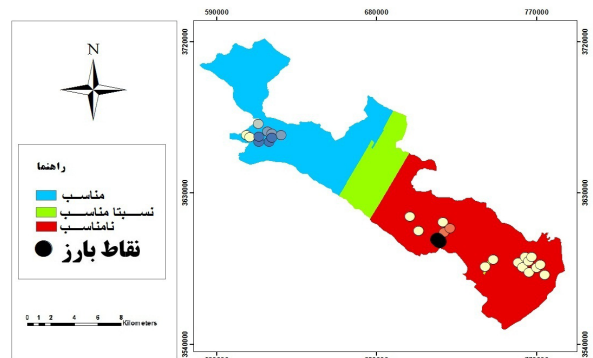 590000 680000 770000
3720000 3720000
N
راهنما
مناسب
نسبتا مناسب
نامناسب
نقاط بارز
3630000 3630000
0 1 2 4 6 8 Kilometers
3540000 3540000